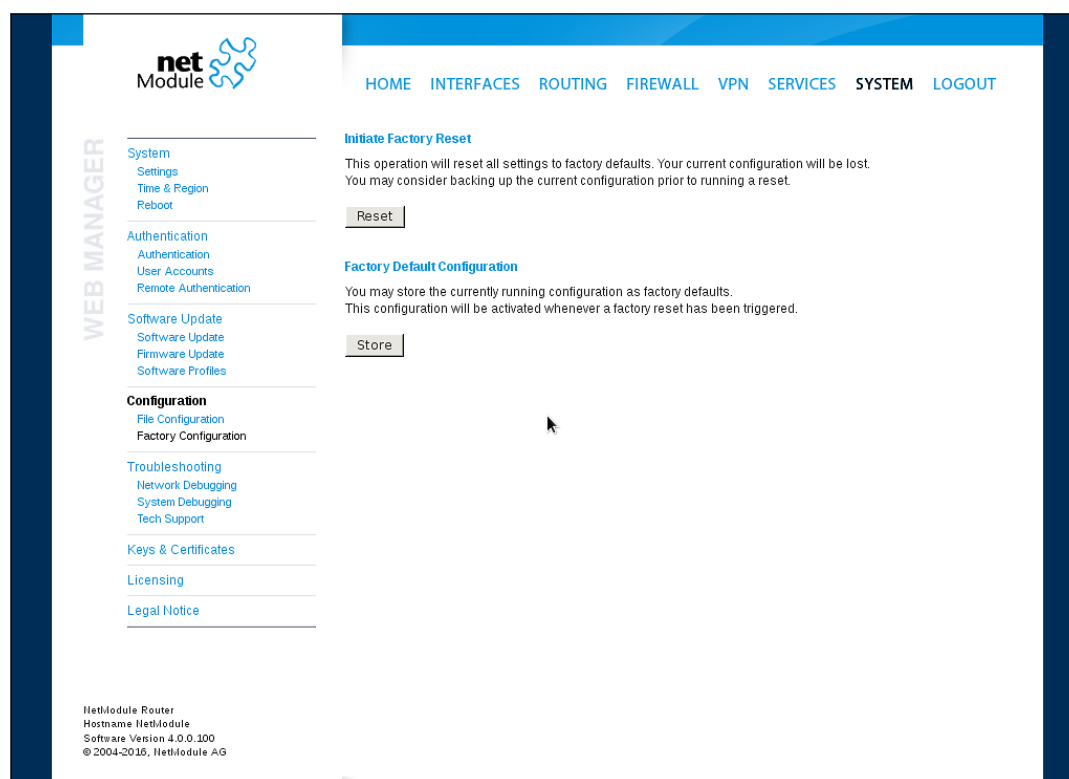 net
Module
HOME INTERFACES ROUTING FIREWALL VPN SERVICES SYSTEM LOGOUT
WEB MANAGER
System
Settings
Time & Region
Reboot
Authentication
Authentication
User Accounts
Remote Authentication
Software Update
Software Update
Firmware Update
Software Profiles
Configuration
File Configuration
Factory Configuration
Troubleshooting
Network Debugging
System Debugging
Tech Support
Keys & Certificates
Licensing
Legal Notice
Initiate Factory Reset
This operation will reset all settings to factory defaults. Your current configuration will be lost.
You may consider backing up the current configuration prior to running a reset.
Reset
Factory Default Configuration
You may store the currently running configuration as factory defaults.
This configuration will be activated whenever a factory reset has been triggered.
Store
NetModule Router
Hostname NetModule
Software Version 4.0.0.100
© 2004-2016, NetModule AG